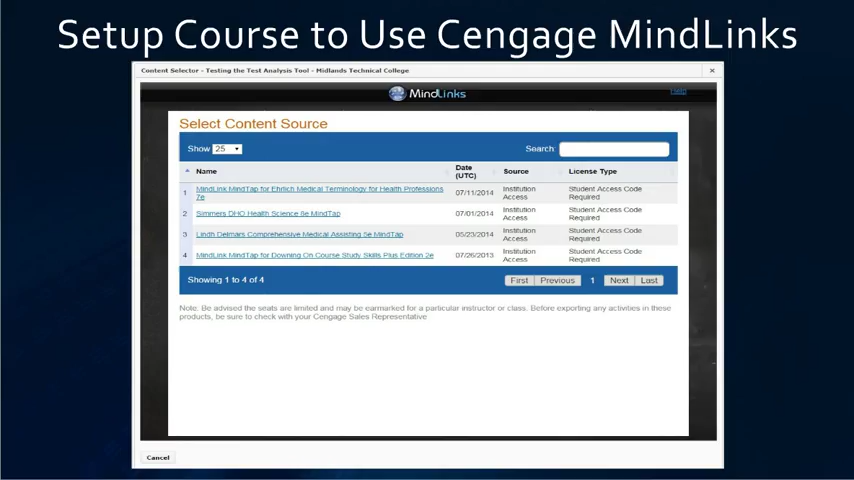 Setup Course to Use Cengage MindLinks
Content Selector - Testing the Test Analysis Tool - Midlands Technical College
MindLinks
Help
Select Content Source
Show 25 Search:
Name Date (UTC) Source License Type
1 MindLink MindTap for Ehrlich Medical Terminology for Health Professions 7e 07/11/2014 Institution Access Student Access Code Required
2 Simmers DHO Health Science 8e MindTap 07/01/2014 Institution Access Student Access Code Required
3 Lindh Delmars Comprehensive Medical Assisting 5e MindTap 05/23/2014 Institution Access Student Access Code Required
4 MindLink MindTap for Downing On Course Study Skills Plus Edition 2e 07/26/2013 Institution Access Student Access Code Required
Showing 1 to 4 of 4 First Previous 1 Next Last
Note. Be advised the seats are limited and may be earmarked for a particular instructor or class. Before exporting any activities in these
products, be sure to check with your Cengage Sales Representative
Cancel